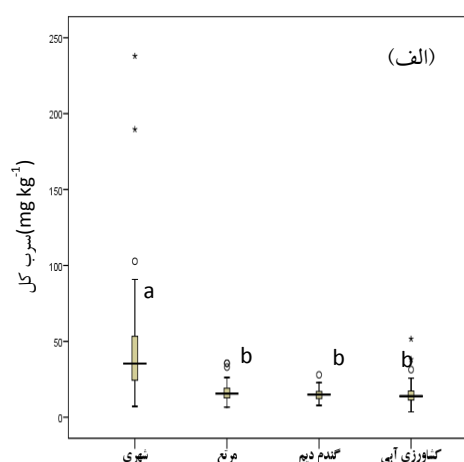 (الف)
سرب کل(mg kg-1)
250
200
150
100
50
0
a
b
b
b
شهری
مرتع
گندم دیم
کشاورزی آبی